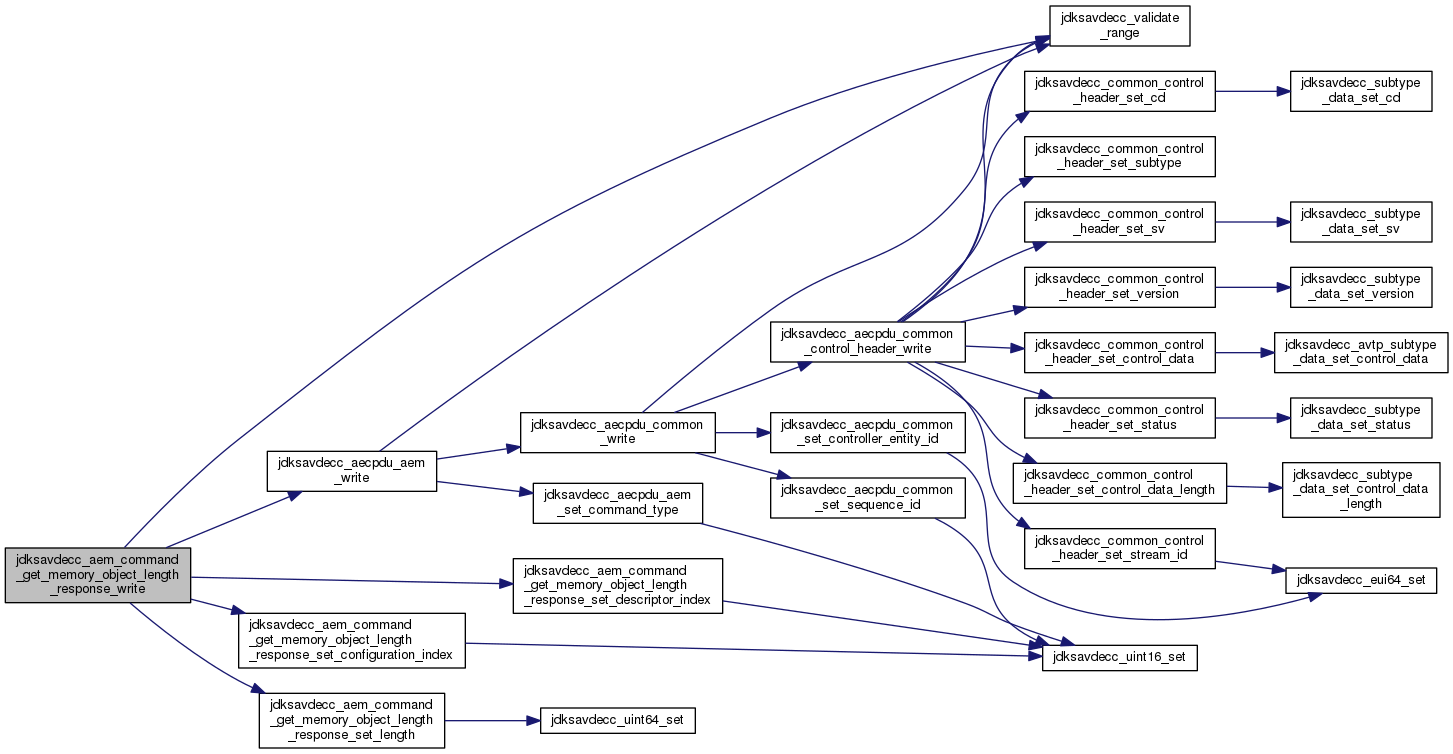 jdksavdecc_validate
_range
jdksavdecc_common_control
_header_set_cd
jdksavdecc_subtype
_data_set_cd
jdksavdecc_common_control
_header_set_subtype
jdksavdecc_common_control
_header_set_sv
jdksavdecc_subtype
_data_set_sv
jdksavdecc_common_control
_header_set_version
jdksavdecc_subtype
_data_set_version
jdksavdecc_aecpdu_common
_control_header_write
jdksavdecc_common_control
_header_set_control_data
jdksavdecc_avtp_subtype
_data_set_control_data
jdksavdecc_common_control
_header_set_status
jdksavdecc_subtype
_data_set_status
jdksavdecc_aecpdu_common
_write
jdksavdecc_aecpdu_common
_set_controller_entity_id
jdksavdecc_aecpdu_aem
_write
jdksavdecc_common_control
_header_set_control_data_length
jdksavdecc_subtype
_data_set_control_data
_length
jdksavdecc_aecpdu_aem
_set_command_type
jdksavdecc_aecpdu_common
_set_sequence_id
jdksavdecc_common_control
_header_set_stream_id
jdksavdecc_eui64_set
jdksavdecc_aem_command
_get_memory_object_length
_response_write
jdksavdecc_aem_command
_get_memory_object_length
_response_set_descriptor_index
jdksavdecc_aem_command
_get_memory_object_length
_response_set_configuration_index
jdksavdecc_uint16_set
jdksavdecc_aem_command
_get_memory_object_length
_response_set_length
jdksavdecc_uint64_set